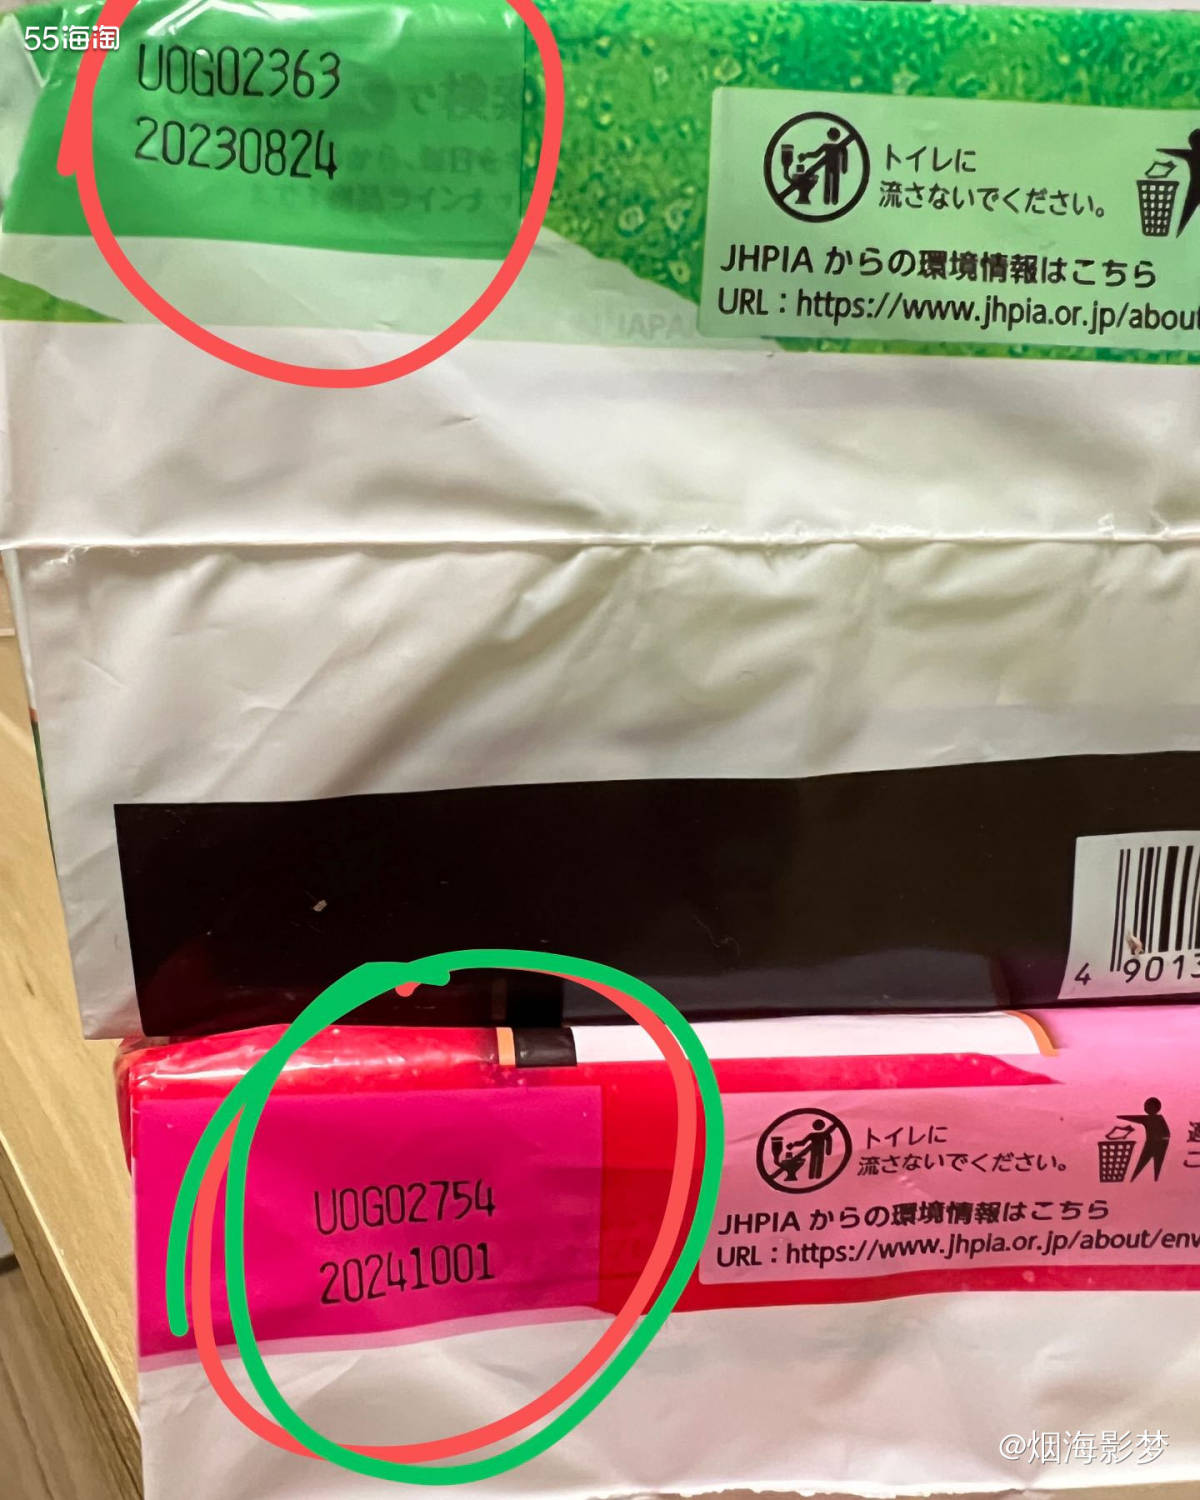 55海淘
U0G02363
20230824
トイレに
流さないでください。
JHPIA からの環境情報はこちら
URL：https://www.jhpia.or.jp/about
4 9013
U0G02754
20241001
トイレに
流さないでください。
JHPIA からの環境情報はこちら
URL：https://www.jhpia.or.jp/about/env
@烟海影梦